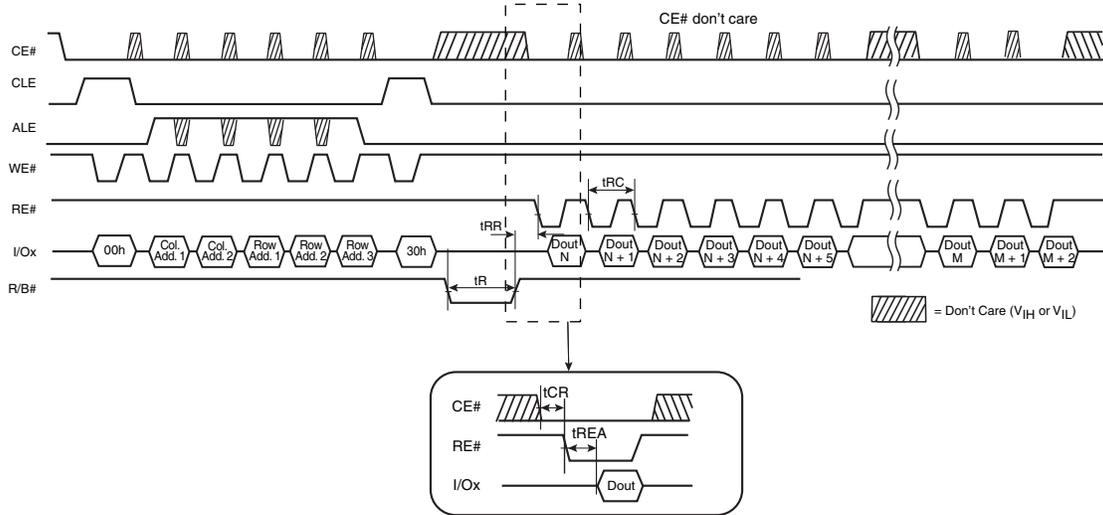 CE# don't care
CE#
CLE
ALE
WE#
RE#
tRC
tRR
I/Ox
00h
Col. Add. 1
Col. Add. 2
Row Add. 1
Row Add. 2
Row Add. 3
30h
Dout N
Dout N + 1
Dout N + 2
Dout N + 3
Dout N + 4
Dout N + 5
Dout M
Dout M + 1
Dout M + 2
R/B#
tR
= Don't Care (VIH or VIL)
tCR
CE#
tREA
RE#
I/Ox
Dout